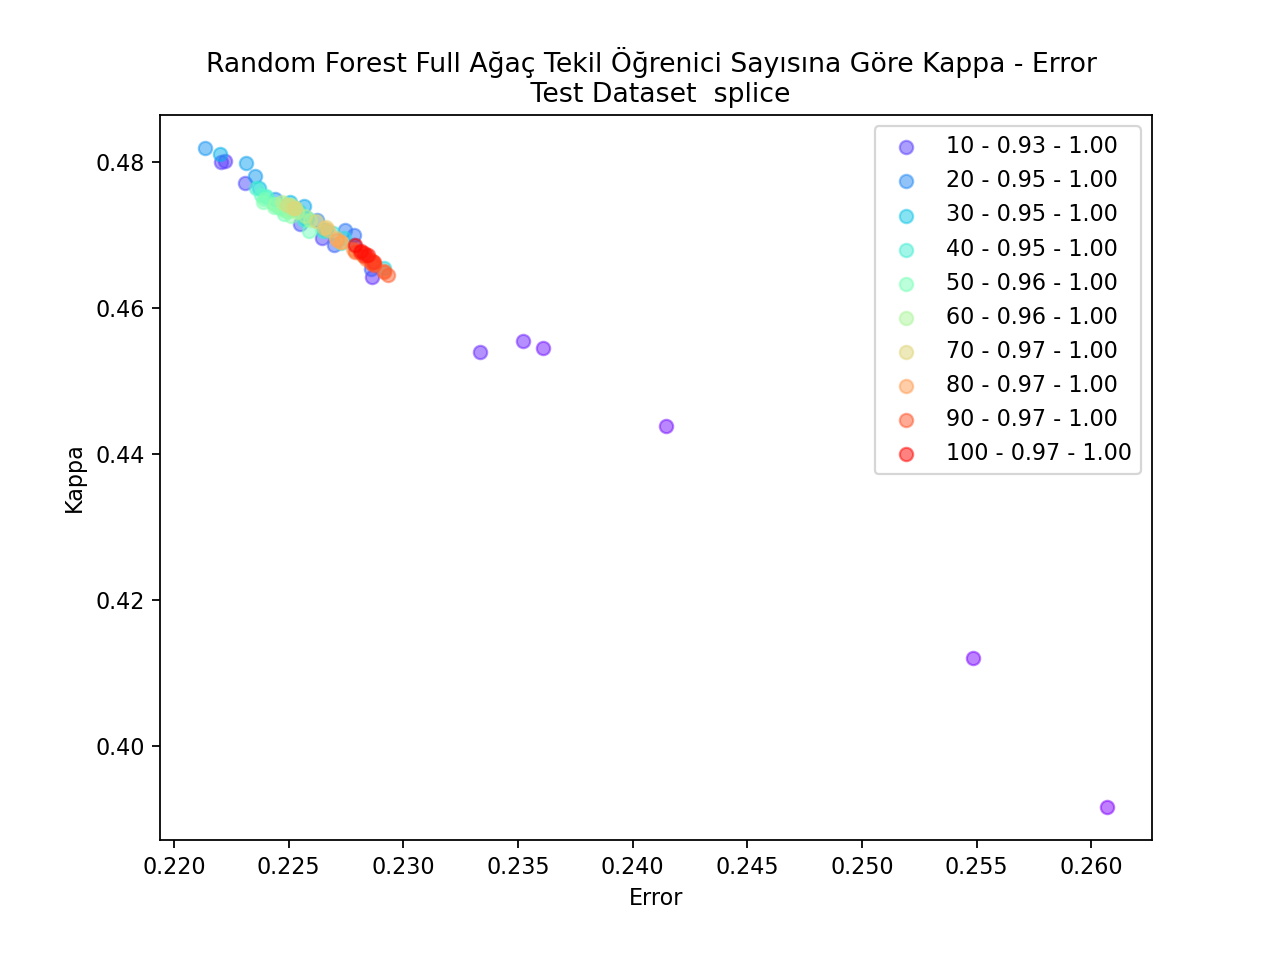 Random Forest Full Ağaç Tekil Öğrenici Sayısına Göre Kappa - Error
Test Dataset  splice
Kappa
0.48
0.46
0.44
0.42
0.40
10 - 0.93 - 1.00
20 - 0.95 - 1.00
30 - 0.95 - 1.00
40 - 0.95 - 1.00
50 - 0.96 - 1.00
60 - 0.96 - 1.00
70 - 0.97 - 1.00
80 - 0.97 - 1.00
90 - 0.97 - 1.00
100 - 0.97 - 1.00
0.220 0.225 0.230 0.235 0.240 0.245 0.250 0.255 0.260
Error